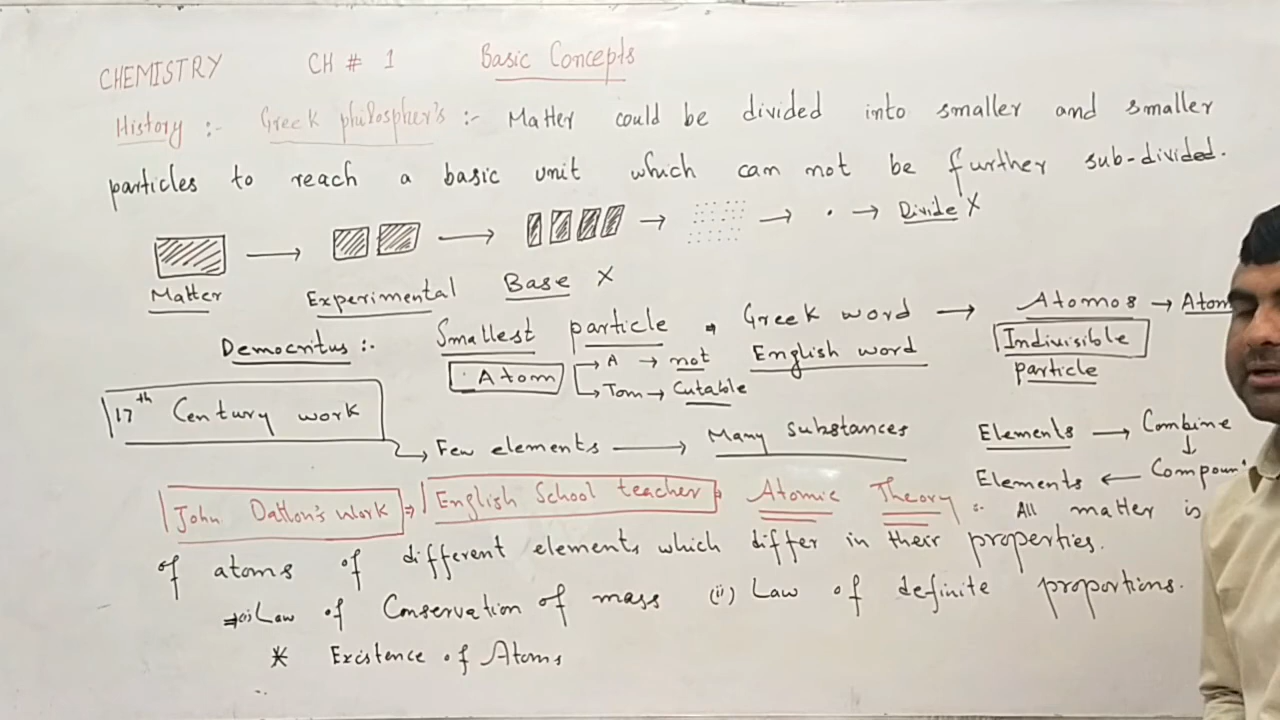 CHEMISTRY CH # 1 Basic Concepts
History :- Greek philospher's :- Matter could be divided into smaller and smaller
particles to reach a basic unit which can not be further sub-divided.
→ → → → · → Divide X
Matter Experimental Base X
Democritus :- Smallest particle Greek word → Atomos → Atom
Atom A → not English word Indivisible
Tom → Cutable particle
17th Century work
Few elements → Many substances Elements → Combine
↓
Elements ←
John Dalton's work ⇒ English School teacher Atomic Theory :- All matter is
of atoms of different elements which differ in their properties.
⇒(i) Law of Conservation of mass (ii) Law of definite proportions.
* Existence of Atoms